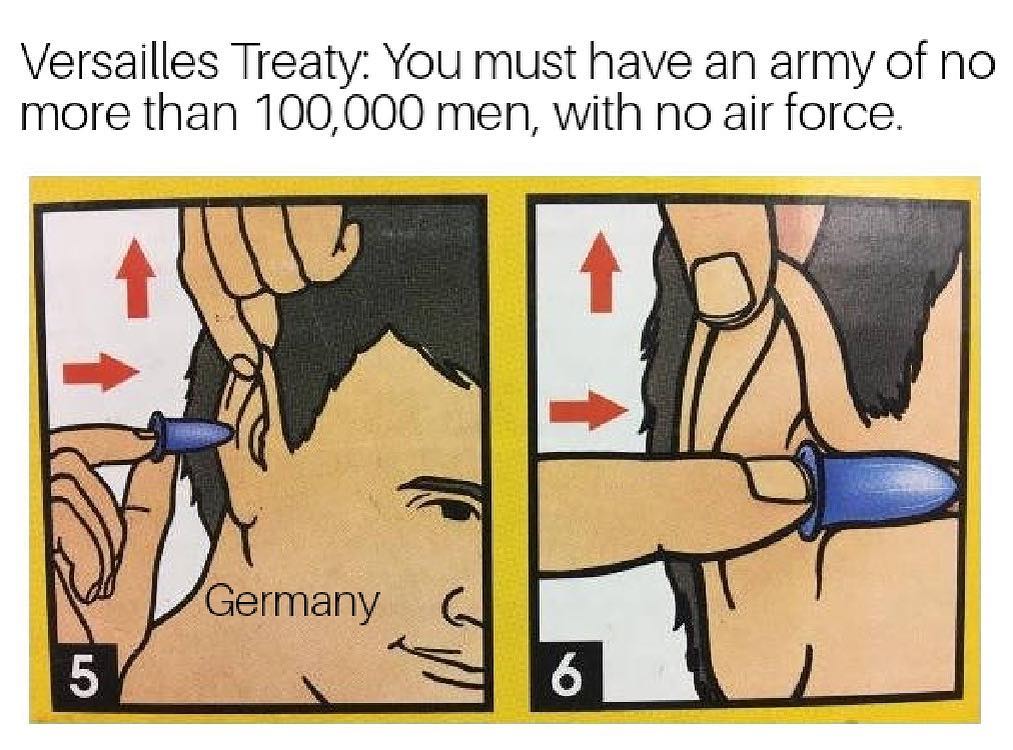 Versailles Treaty: You must have an army of no
more than 100,000 men, with no air force.
Germany
5
6